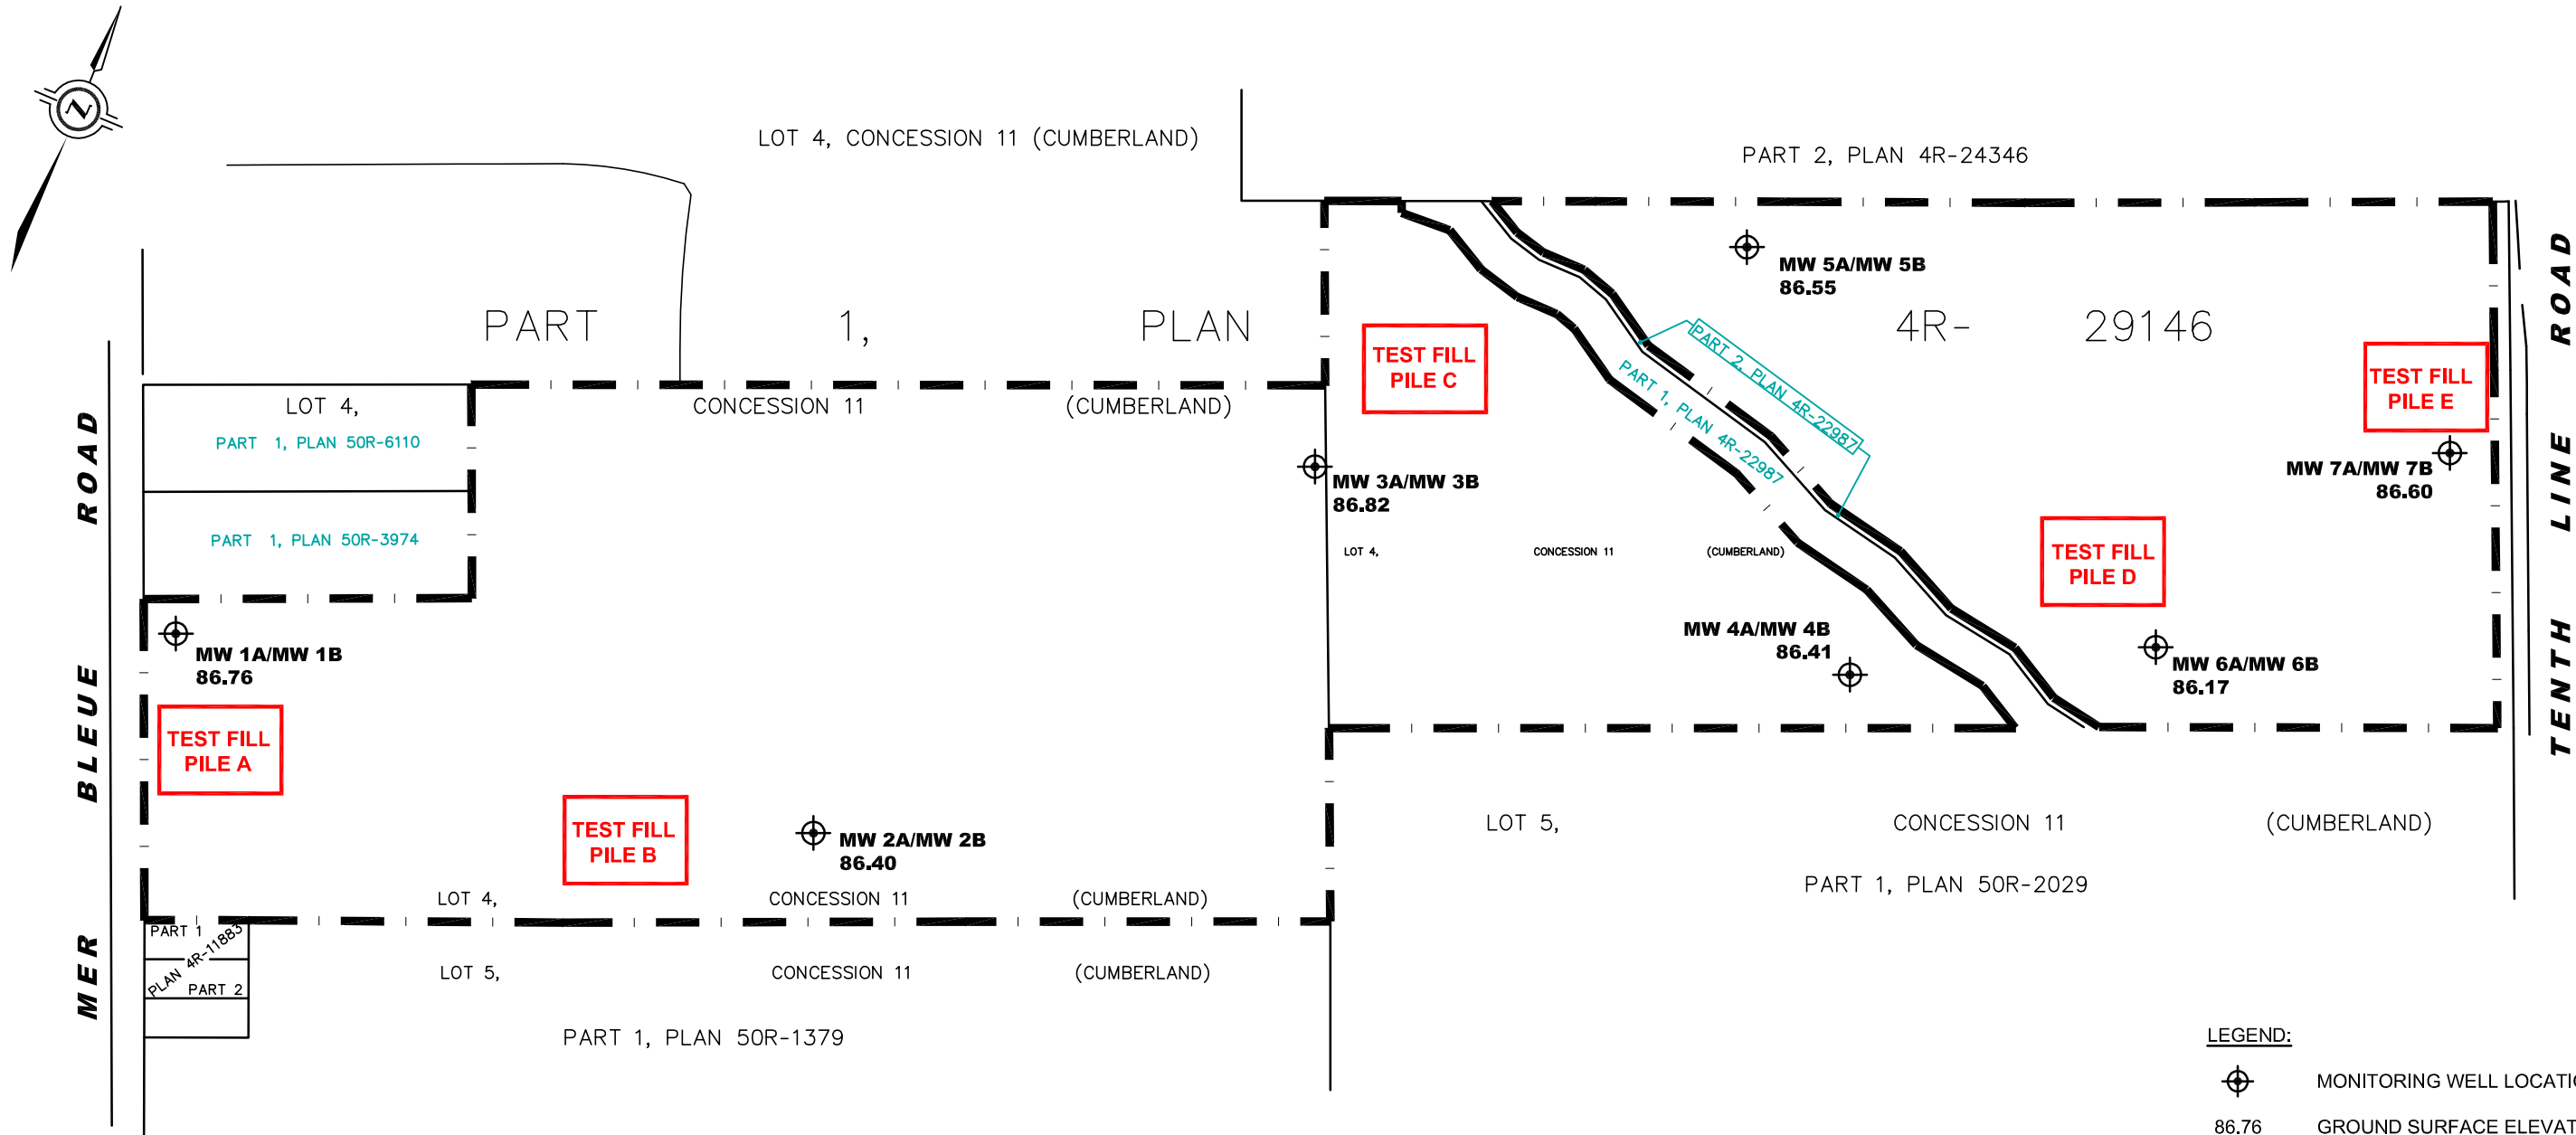 N
LOT 4, CONCESSION 11 (CUMBERLAND)
PART 2, PLAN 4R-24346
MW 5A/MW 5B
86.55
PART 1, PLAN 4R- 29146
TEST FILL
PILE C
PART 2, PLAN 4R-22987
PART 1, PLAN 4R-22987
TEST FILL
PILE E
LOT 4, CONCESSION 11 (CUMBERLAND)
PART 1, PLAN 50R-6110
MW 3A/MW 3B
86.82
MW 7A/MW 7B
86.60
PART 1, PLAN 50R-3974
LOT 4, CONCESSION 11 (CUMBERLAND)
TEST FILL
PILE D
MW 1A/MW 1B
86.76
MW 4A/MW 4B
86.41
MW 6A/MW 6B
86.17
TEST FILL
PILE A
TEST FILL
PILE B
MW 2A/MW 2B
86.40
LOT 5, CONCESSION 11 (CUMBERLAND)
PART 1, PLAN 50R-2029
LOT 4, CONCESSION 11 (CUMBERLAND)
PART 1
PLAN 4R-11883
PART 2
LOT 5, CONCESSION 11 (CUMBERLAND)
PART 1, PLAN 50R-1379
MER BLEUE ROAD
TENTH LINE ROAD
LEGEND:
MONITORING WELL LOCATI
86.76 GROUND SURFACE ELEVAT